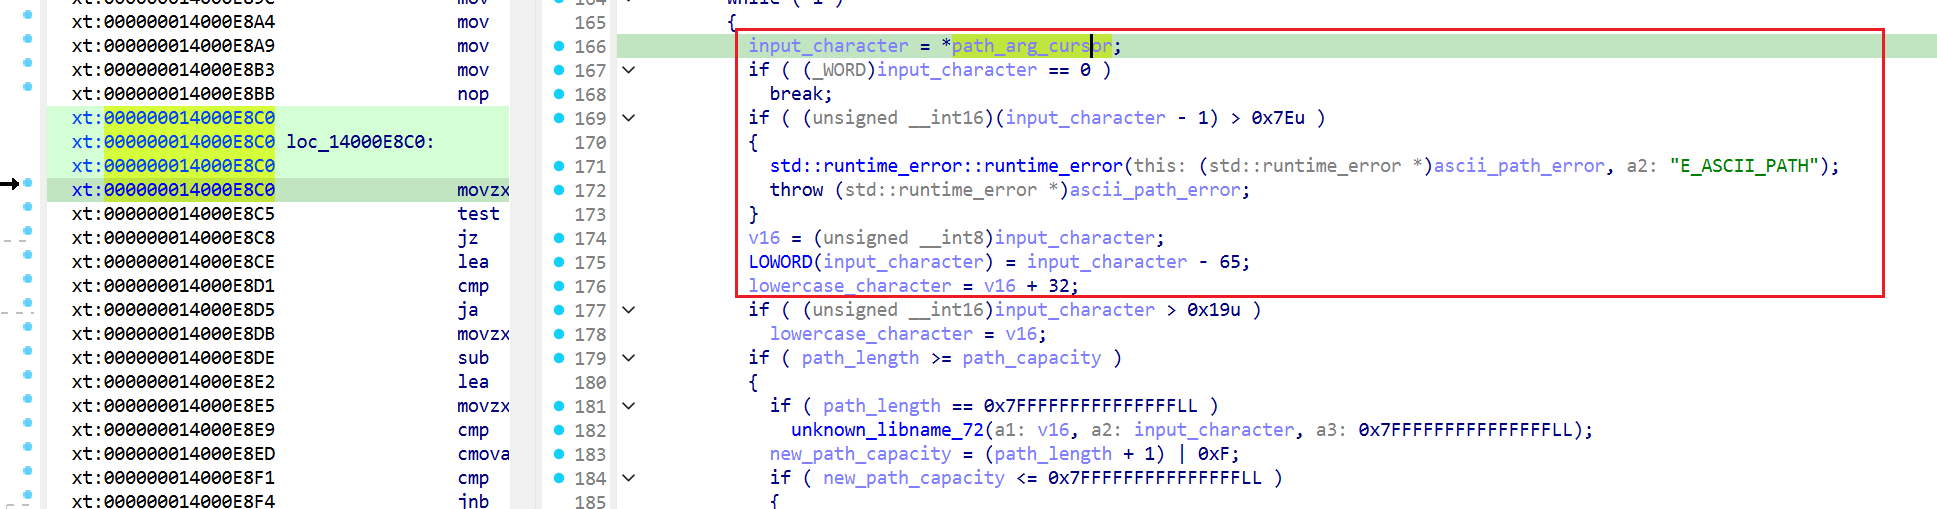 xt:000000014000E89C mov
xt:000000014000E8A4 mov
xt:000000014000E8A9 mov
xt:000000014000E8B3 mov
xt:000000014000E8BB nop
xt:000000014000E8C0
xt:000000014000E8C0 loc_14000E8C0:
xt:000000014000E8C0
xt:000000014000E8C0 movzx
xt:000000014000E8C5 test
xt:000000014000E8C8 jz
xt:000000014000E8CE lea
xt:000000014000E8D1 cmp
xt:000000014000E8D5 ja
xt:000000014000E8DB movzx
xt:000000014000E8DE sub
xt:000000014000E8E2 lea
xt:000000014000E8E5 movzx
xt:000000014000E8E9 cmp
xt:000000014000E8ED cmova
xt:000000014000E8F1 cmp
xt:000000014000E8F4 jnb
164 while ( 1 )
165 {
166 input_character = *path_arg_cursor;
167 if ( (_WORD)input_character == 0 )
168 break;
169 if ( (unsigned __int16)(input_character - 1) > 0x7Eu )
170 {
171 std::runtime_error::runtime_error(this: (std::runtime_error *)ascii_path_error, a2: "E_ASCII_PATH");
172 throw (std::runtime_error *)ascii_path_error;
173 }
174 v16 = (unsigned __int8)input_character;
175 LOWORD(input_character) = input_character - 65;
176 lowercase_character = v16 + 32;
177 if ( (unsigned __int16)input_character > 0x19u )
178 lowercase_character = v16;
179 if ( path_length >= path_capacity )
180 {
181 if ( path_length == 0x7FFFFFFFFFFFFFFFLL )
182 unknown_libname_72(a1: v16, a2: input_character, a3: 0x7FFFFFFFFFFFFFFFLL);
183 new_path_capacity = (path_length + 1) | 0xF;
184 if ( new_path_capacity <= 0x7FFFFFFFFFFFFFFFLL )
185 {